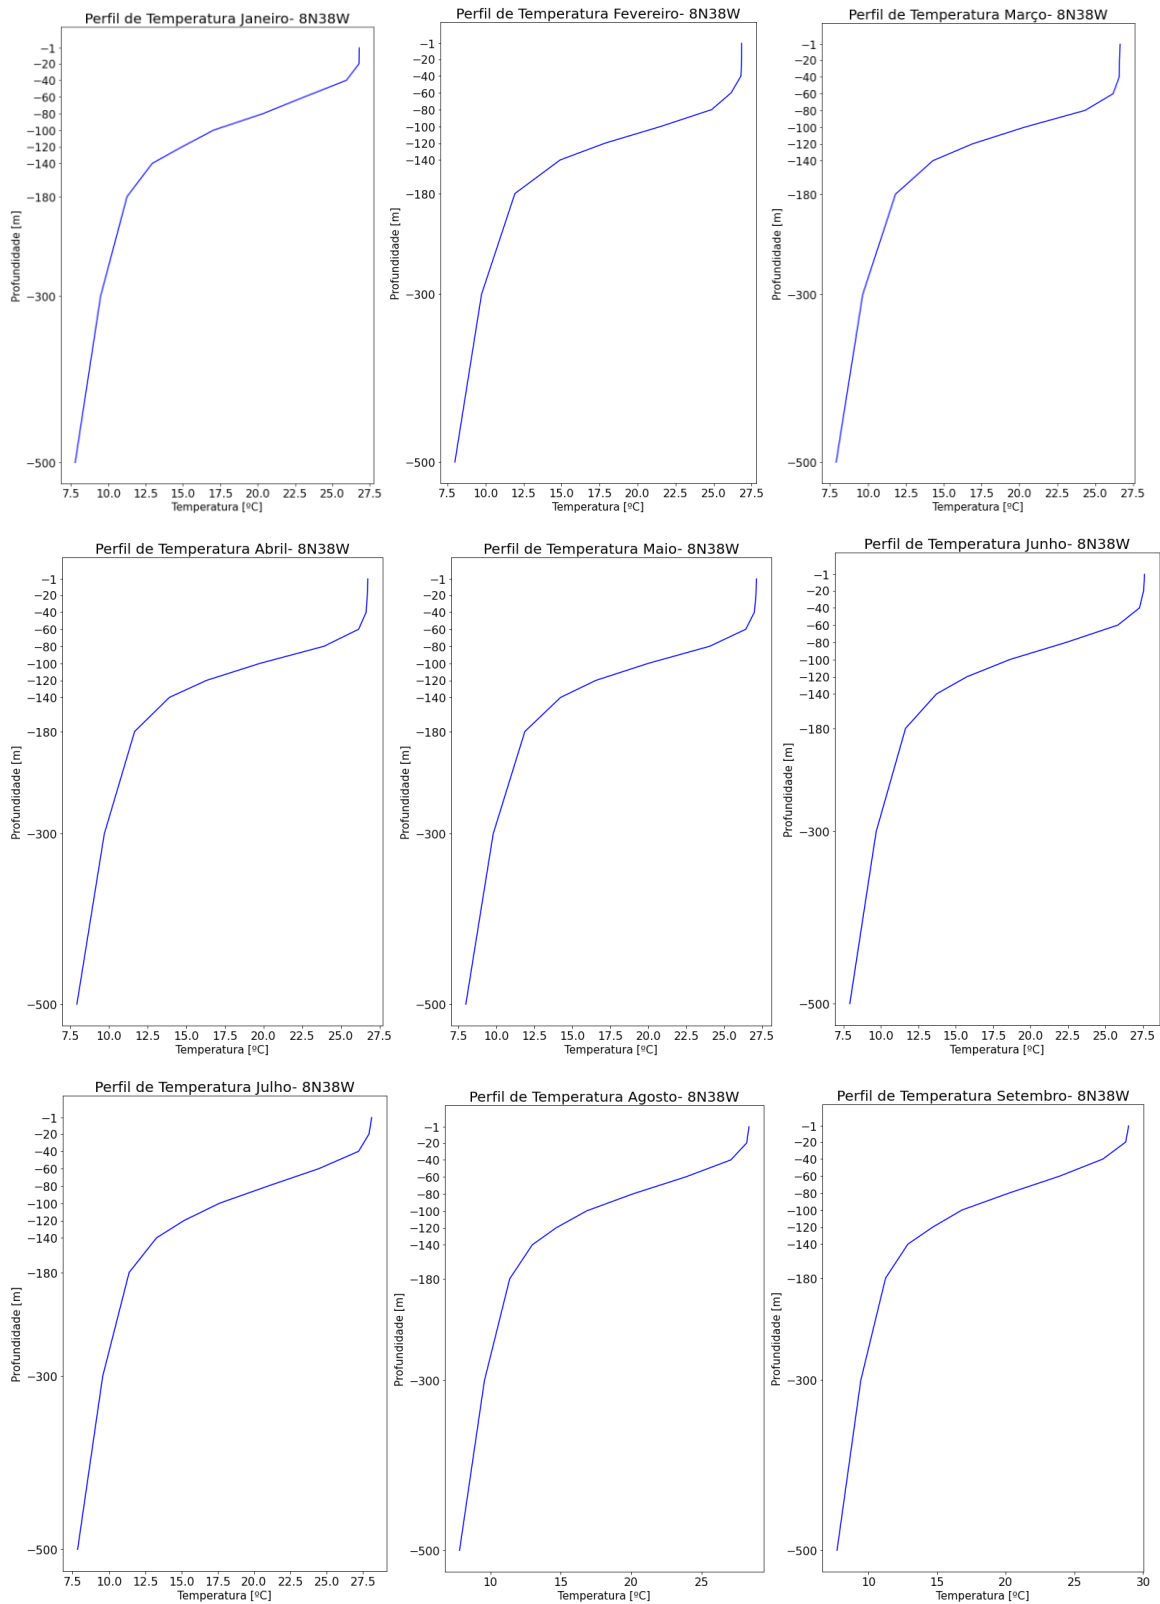 Perfil de Temperatura Janeiro- 8N38W
−1
−20
−40
−60
−80
−100
−120
−140
−180
−300
−500
Profundidade [m]
7.5 10.0 12.5 15.0 17.5 20.0 22.5 25.0 27.5
Temperatura [ºC]
Perfil de Temperatura Fevereiro- 8N38W
−1
−20
−40
−60
−80
−100
−120
−140
−180
−300
−500
Profundidade [m]
7.5 10.0 12.5 15.0 17.5 20.0 22.5 25.0 27.5
Temperatura [ºC]
Perfil de Temperatura Março- 8N38W
−1
−20
−40
−60
−80
−100
−120
−140
−180
−300
−500
Profundidade [m]
7.5 10.0 12.5 15.0 17.5 20.0 22.5 25.0 27.5
Temperatura [ºC]
Perfil de Temperatura Abril- 8N38W
−1
−20
−40
−60
−80
−100
−120
−140
−180
−300
−500
Profundidade [m]
7.5 10.0 12.5 15.0 17.5 20.0 22.5 25.0 27.5
Temperatura [ºC]
Perfil de Temperatura Maio- 8N38W
−1
−20
−40
−60
−80
−100
−120
−140
−180
−300
−500
Profundidade [m]
7.5 10.0 12.5 15.0 17.5 20.0 22.5 25.0 27.5
Temperatura [ºC]
Perfil de Temperatura Junho- 8N38W
−1
−20
−40
−60
−80
−100
−120
−140
−180
−300
−500
Profundidade [m]
7.5 10.0 12.5 15.0 17.5 20.0 22.5 25.0 27.5
Temperatura [ºC]
Perfil de Temperatura Julho- 8N38W
−1
−20
−40
−60
−80
−100
−120
−140
−180
−300
−500
Profundidade [m]
7.5 10.0 12.5 15.0 17.5 20.0 22.5 25.0 27.5
Temperatura [ºC]
Perfil de Temperatura Agosto- 8N38W
−1
−20
−40
−60
−80
−100
−120
−140
−180
−300
−500
Profundidade [m]
10 15 20 25
Temperatura [ºC]
Perfil de Temperatura Setembro- 8N38W
−1
−20
−40
−60
−80
−100
−120
−140
−180
−300
−500
Profundidade [m]
10 15 20 25 30
Temperatura [ºC]